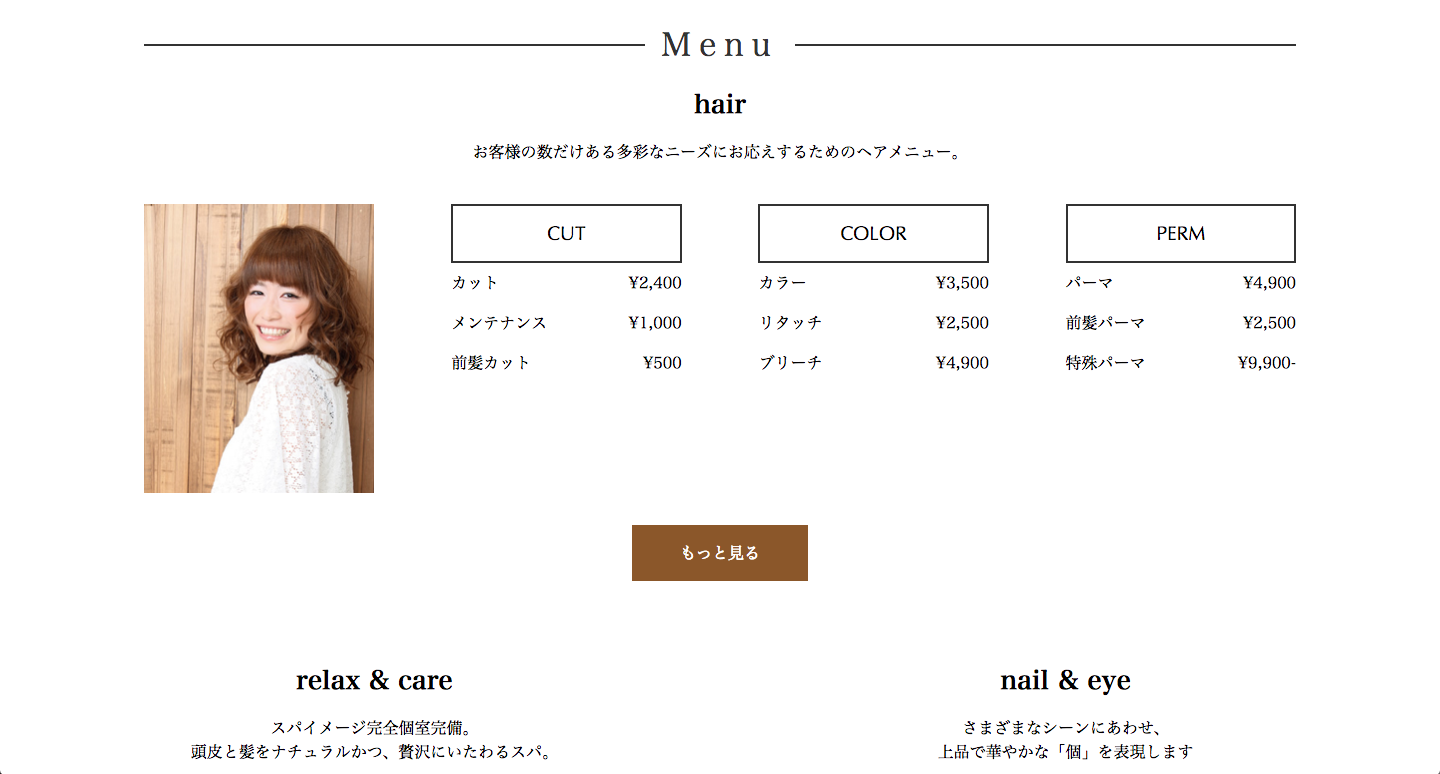 Menu
hair
お客様の数だけある多彩なニーズにお応えするためのヘアメニュー。
CUT
カット ¥2,400
メンテナンス ¥1,000
前髪カット ¥500
COLOR
カラー ¥3,500
リタッチ ¥2,500
ブリーチ ¥4,900
PERM
パーマ ¥4,900
前髪パーマ ¥2,500
特殊パーマ ¥9,900-
もっと見る
relax & care
スパイメージ完全個室完備。
頭皮と髪をナチュラルかつ、贅沢にいたわるスパ。
nail & eye
さまざまなシーンにあわせ、
上品で華やかな「個」を表現します